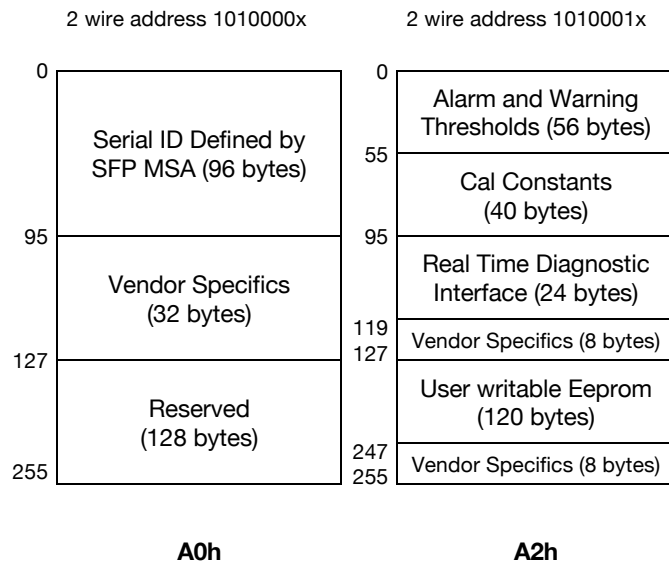 2 wire address 1010000x
0
Serial ID Defined by
SFP MSA (96 bytes)
95
Vendor Specifics
(32 bytes)
127
Reserved
(128 bytes)
255
A0h
2 wire address 1010001x
0
Alarm and Warning
Thresholds (56 bytes)
55
Cal Constants
(40 bytes)
95
Real Time Diagnostic
Interface (24 bytes)
119
Vendor Specifics (8 bytes)
127
User writable Eeprom
(120 bytes)
247
Vendor Specifics (8 bytes)
255
A2h